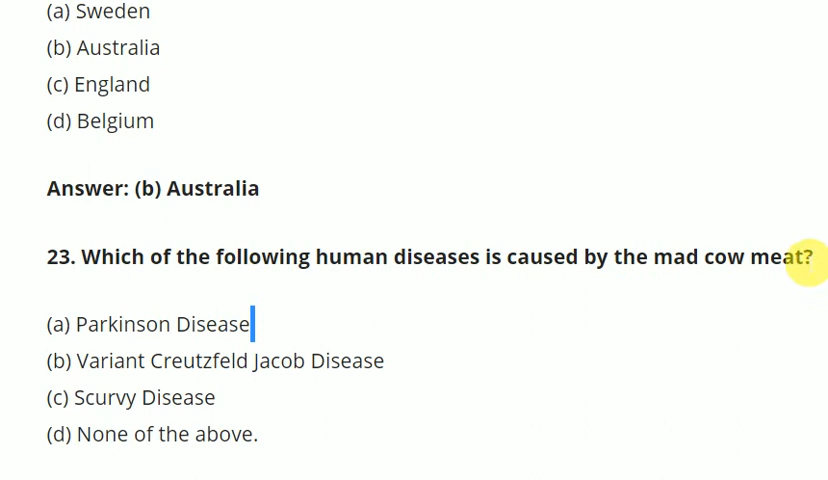 (a) Sweden
(b) Australia
(c) England
(d) Belgium
Answer: (b) Australia
23. Which of the following human diseases is caused by the mad cow meat?
(a) Parkinson Disease
(b) Variant Creutzfeld Jacob Disease
(c) Scurvy Disease
(d) None of the above.